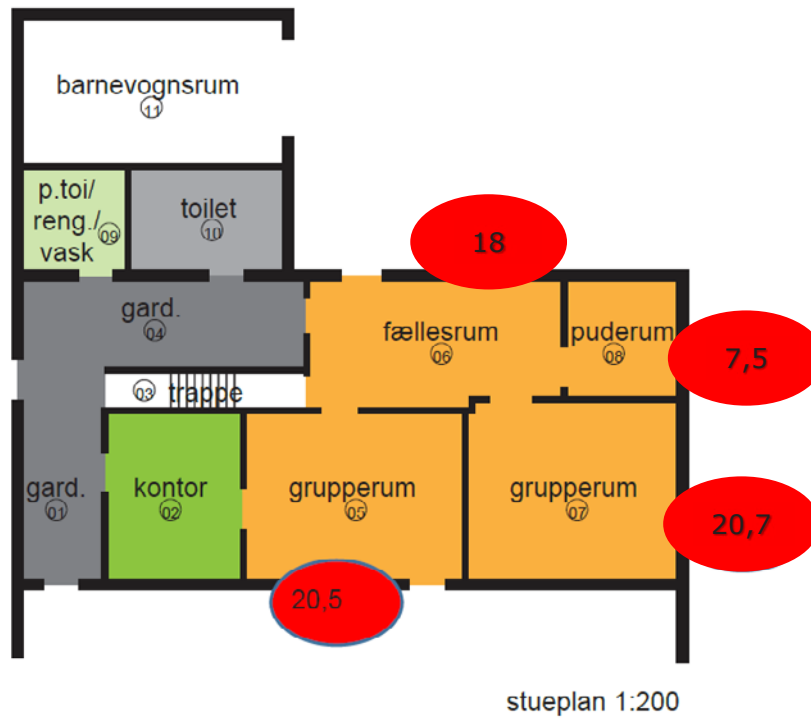 barnevognsrum
11
p.toi/
reng./
vask
09
toilet
10
18
gard.
04
fællesrum
06
puderum
08
7,5
03
trappe
gard.
01
kontor
02
grupperum
05
grupperum
07
20,7
20,5
stueplan 1:200